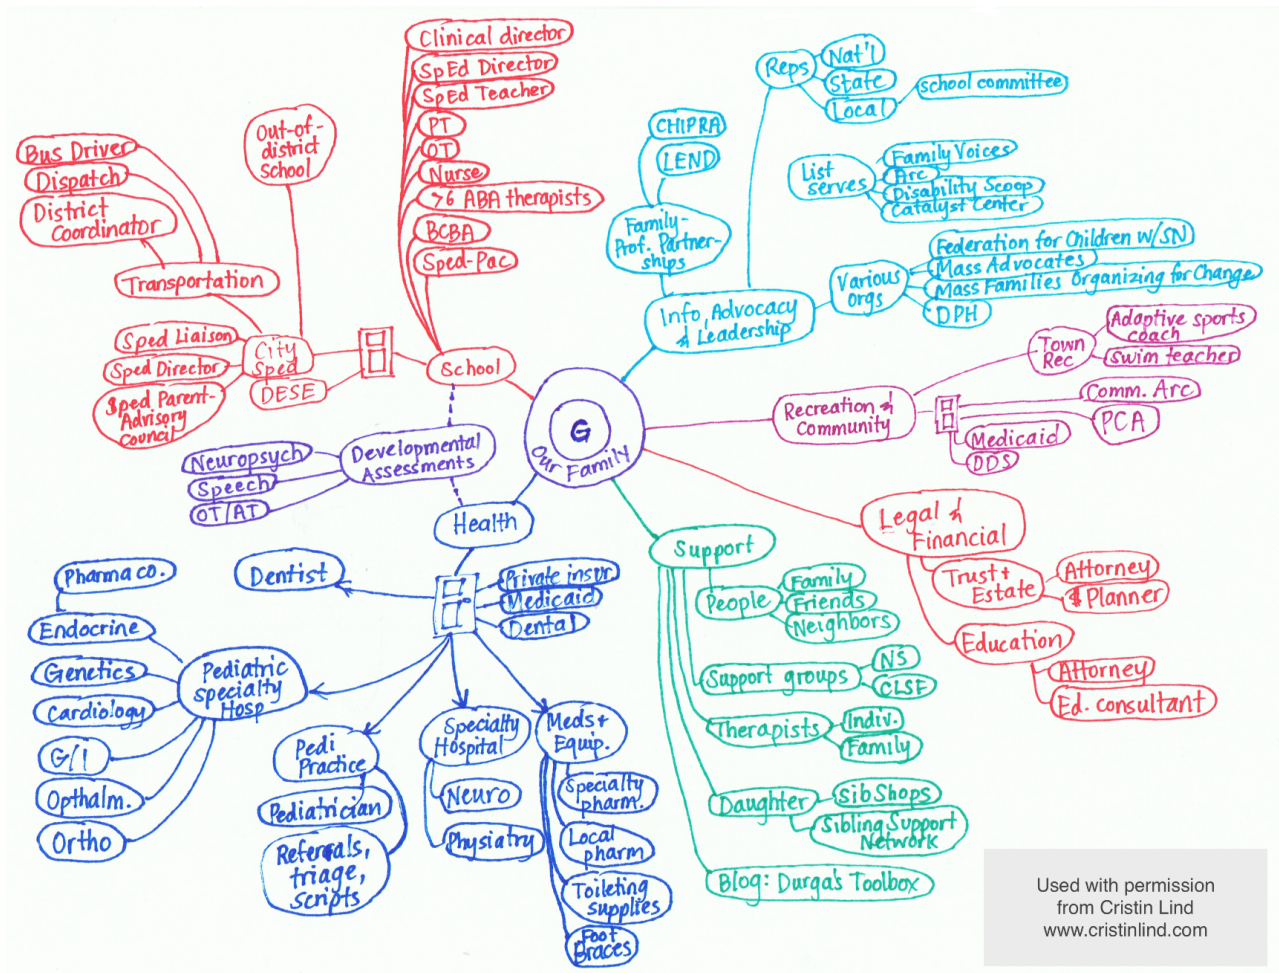 Clinical director
SpEd Director
SpEd Teacher
PT
OT
Nurse
>6 ABA therapists
BCBA
Sped-Pac
School
Out-of-
district
School
Bus Driver
Dispatch
District
Coordinator
Transportation
Sped Liaison
Sped Director
Sped Parent-
Advisory
Council
City
Sped
DESE
Reps
Nat'l
State
Local
school committee
CHIPRA
LEND
Family-
Prof. Partner-
ships
List
serves
Family Voices
Arc
Disability Scoop
Catalyst Center
Various
orgs
Federation for Children w/SN
Mass Advocates
Mass Families Organizing for Change
DPH
Info, Advocacy
& Leadership
G
Our Family
Recreation &
Community
Town
Rec
Adaptive sports
coach
Swim teacher
Comm. Arc
PCA
Medicaid
DDS
Developmental
Assessments
Neuropsych
Speech
OT/AT
Legal &
Financial
Trust +
Estate
Attorney
$ Planner
Education
Attorney
Ed. consultant
Support
People
Family
Friends
Neighbors
Support groups
NS
CLSF
Therapists
Indiv.
Family
Daughter
SibShops
Sibling Support
Network
Blog: Durga's Toolbox
Health
Dentist
Private insur
Medicaid
Dental
Pharma co.
Endocrine
Genetics
Cardiology
G/I
Opthalm.
Ortho
Pediatric
specialty
Hosp
Pedi
Practice
Pediatrician
Referrals,
triage,
scripts
Specialty
Hospital
Neuro
Physiatry
Meds +
Equip.
Specialty
pharm.
Local
pharm
Toileting
supplies
Foot
Braces
Used with permission
from Cristin Lind
www.cristinlind.com